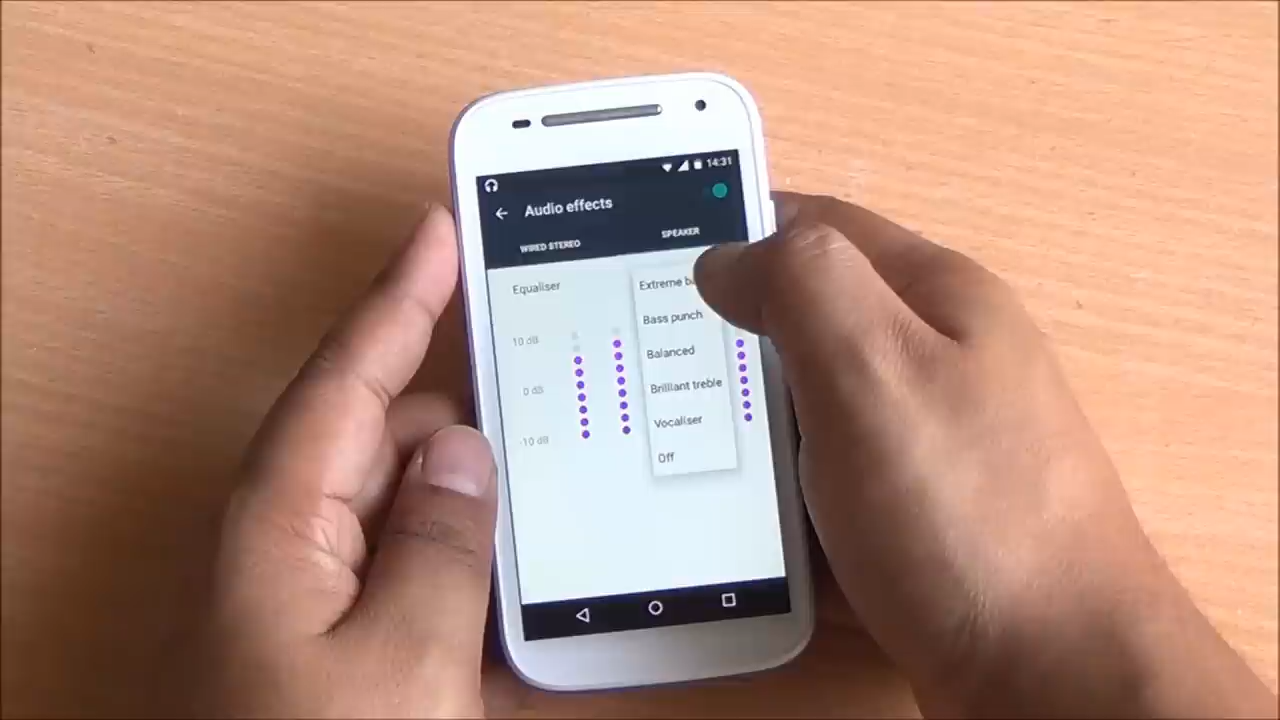 14:31
Audio effects
WIRED STEREO
SPEAKER
Equaliser
Extreme
Bass punch
10 dB
Balanced
0 dB
Brilliant treble
Vocaliser
-10 dB
Off